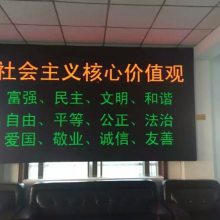 社会主义核心价值观
富强、民主、文明、和谐
自由、平等、公正、法治
爱国、敬业、诚信、友善